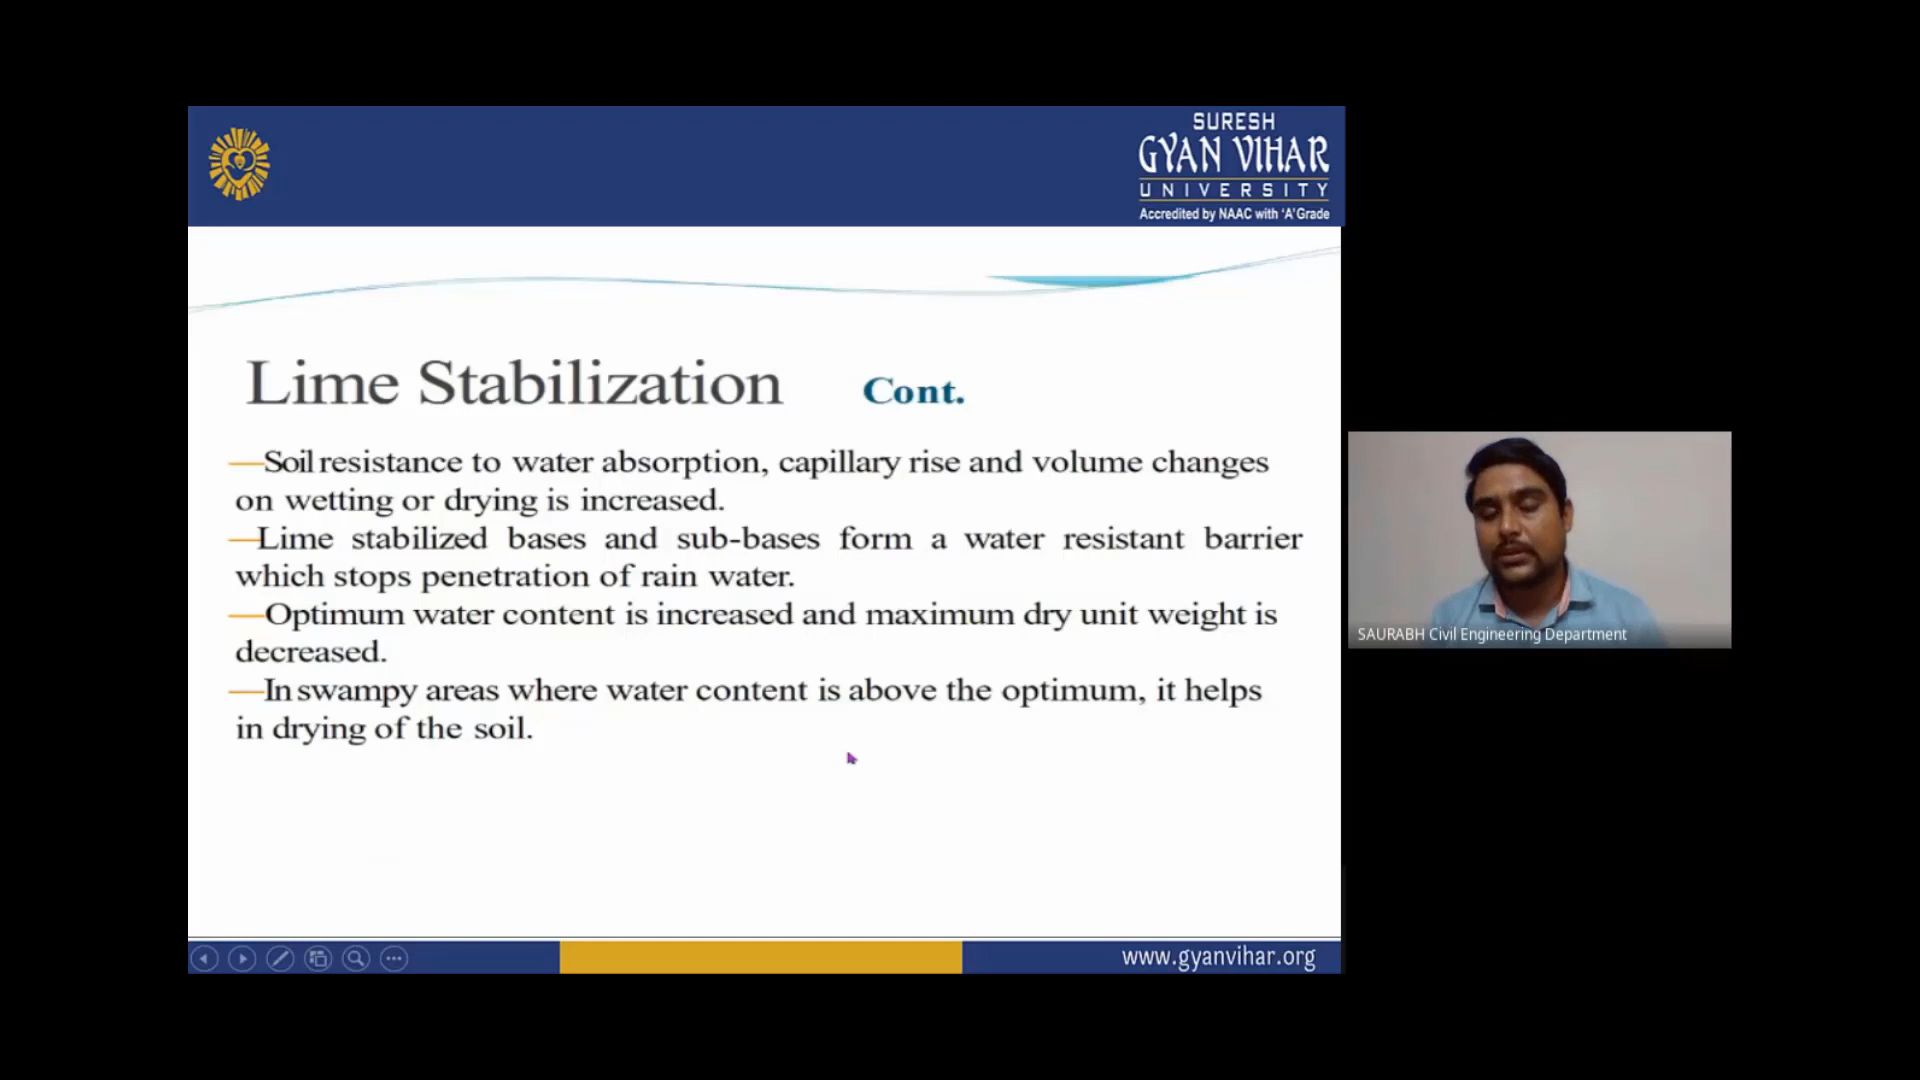 SURESH
GYAN VIHAR
UNIVERSITY
Accredited by NAAC with ‘A’ Grade
Lime Stabilization Cont.
—Soil resistance to water absorption, capillary rise and volume changes
on wetting or drying is increased.
—Lime stabilized bases and sub-bases form a water resistant barrier
which stops penetration of rain water.
—Optimum water content is increased and maximum dry unit weight is
decreased.
—In swampy areas where water content is above the optimum, it helps
in drying of the soil.
SAURABH Civil Engineering Department
www.gyanvihar.org